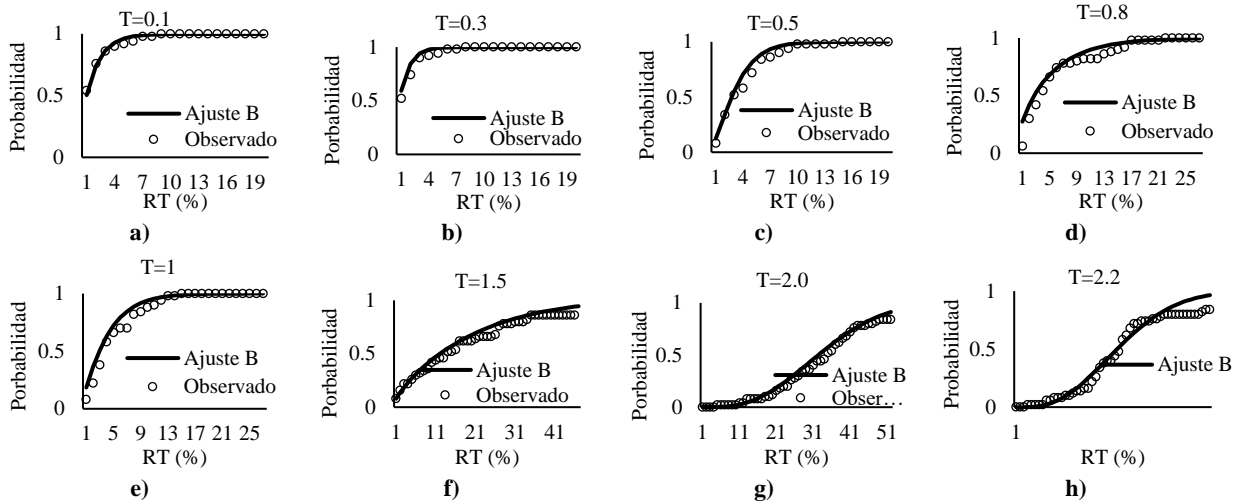 T=0.1
Probabilidad
1
0.5
0
Ajuste B
Observado
1 4 7 10 13 16 19
RT (%)
a)
T=0.3
Porbabilidad
1
0.5
0
Ajuste B
Observado
1 4 7 10 13 16 19
RT (%)
b)
T=0.5
Porbabilidad
1
0.5
0
Ajuste B
Observado
1 4 7 10 13 16 19
RT (%)
c)
T=0.8
Porbabilidad
1
0.5
0
Ajuste B
Observado
1 5 9 13 17 21 25
RT (%)
d)
T=1
Porbabilidad
1
0.5
0
Ajuste B
Observado
1 5 9 13 17 21 25
RT (%)
e)
T=1.5
Porbabilidad
1
0.5
0
Ajuste B
Observado
1 11 21 31 41
RT (%)
f)
T=2.0
Porbabilidad
1
0.5
0
Ajuste B
Obser…
1 11 21 31 41 51
RT (%)
g)
T=2.2
Probabilidad
1
0.5
0
Ajuste B
1
RT (%)
h)